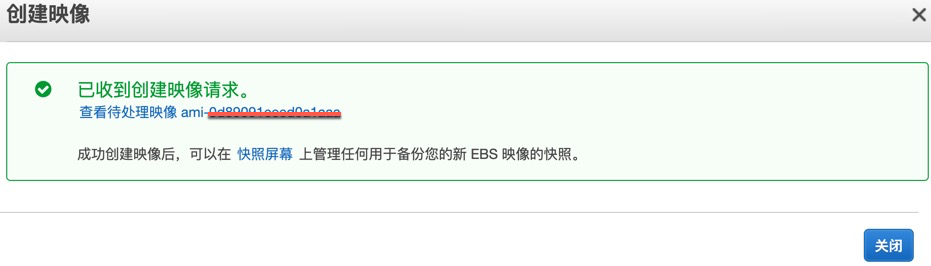 创建映像
已收到创建映像请求。
查看待处理映像 ami-
成功创建映像后，可以在 快照屏幕 上管理任何用于备份您的新 EBS 映像的快照。
关闭